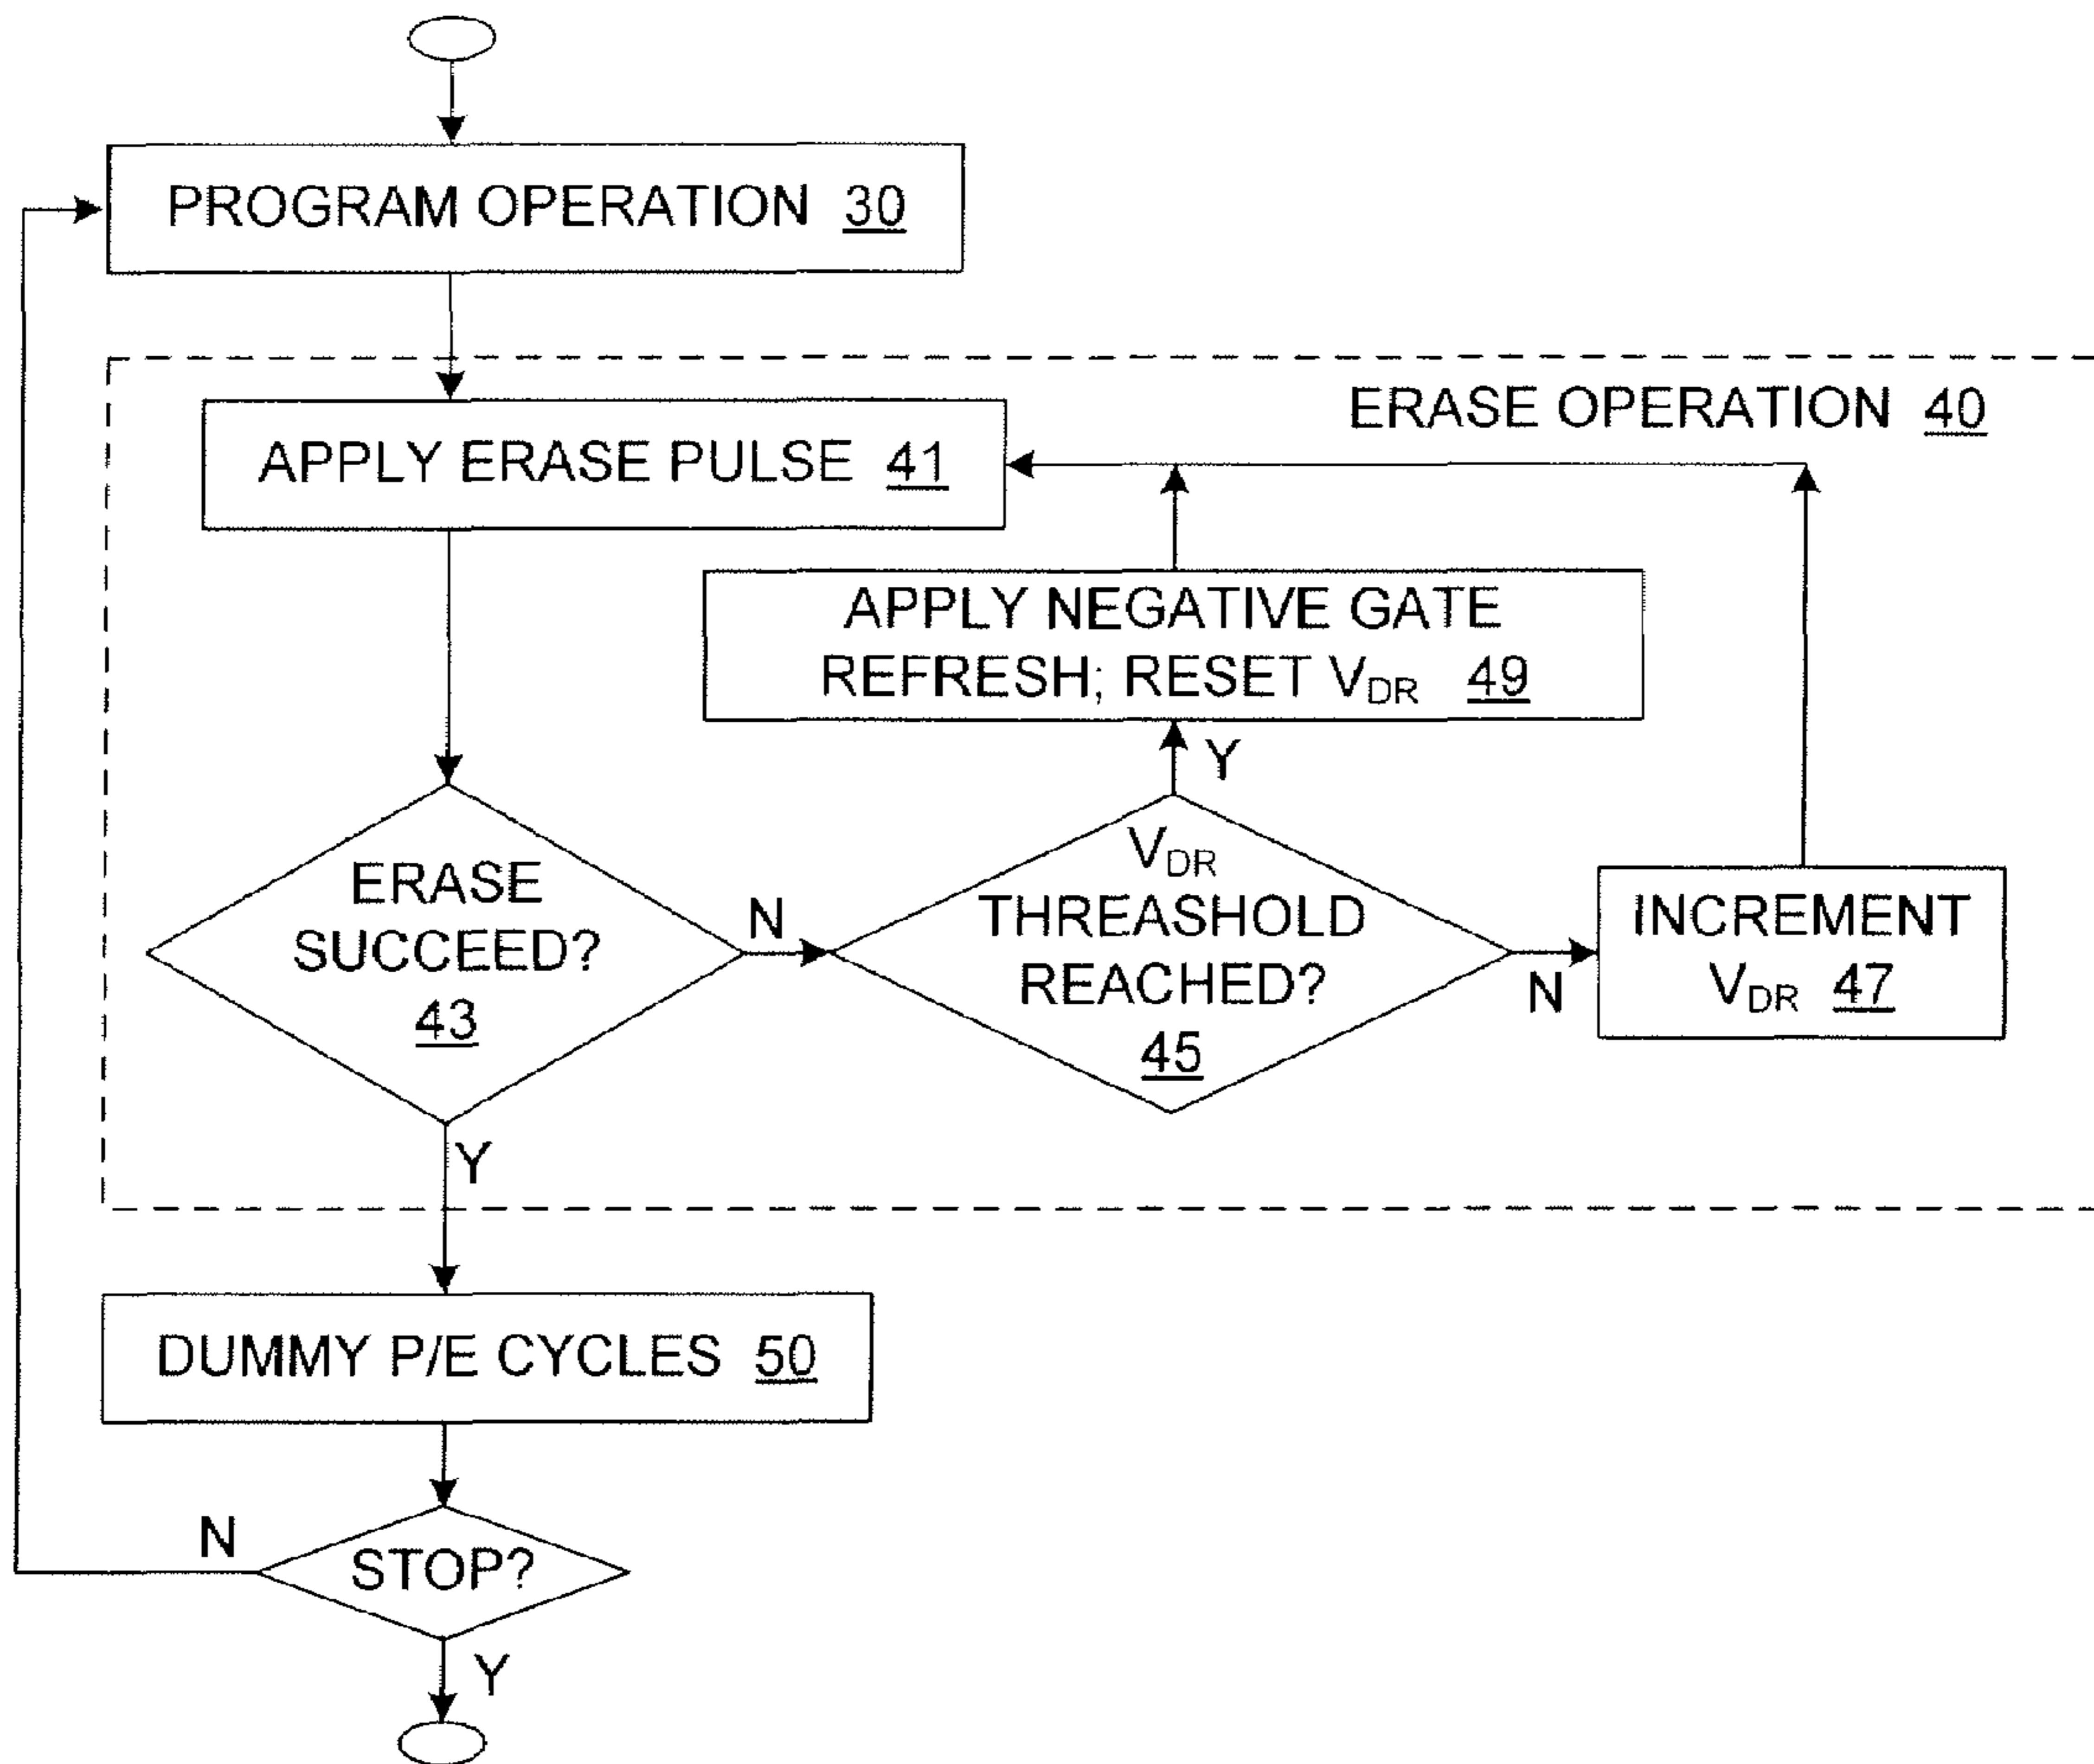 PROGRAM OPERATION 30
ERASE OPERATION 40
APPLY ERASE PULSE 41
APPLY NEGATIVE GATE
REFRESH; RESET VDR 49
Y
ERASE
SUCCEED?
43
N
VDR
THREASHOLD
REACHED?
45
N
INCREMENT
VDR 47
Y
DUMMY P/E CYCLES 50
N
STOP?
Y